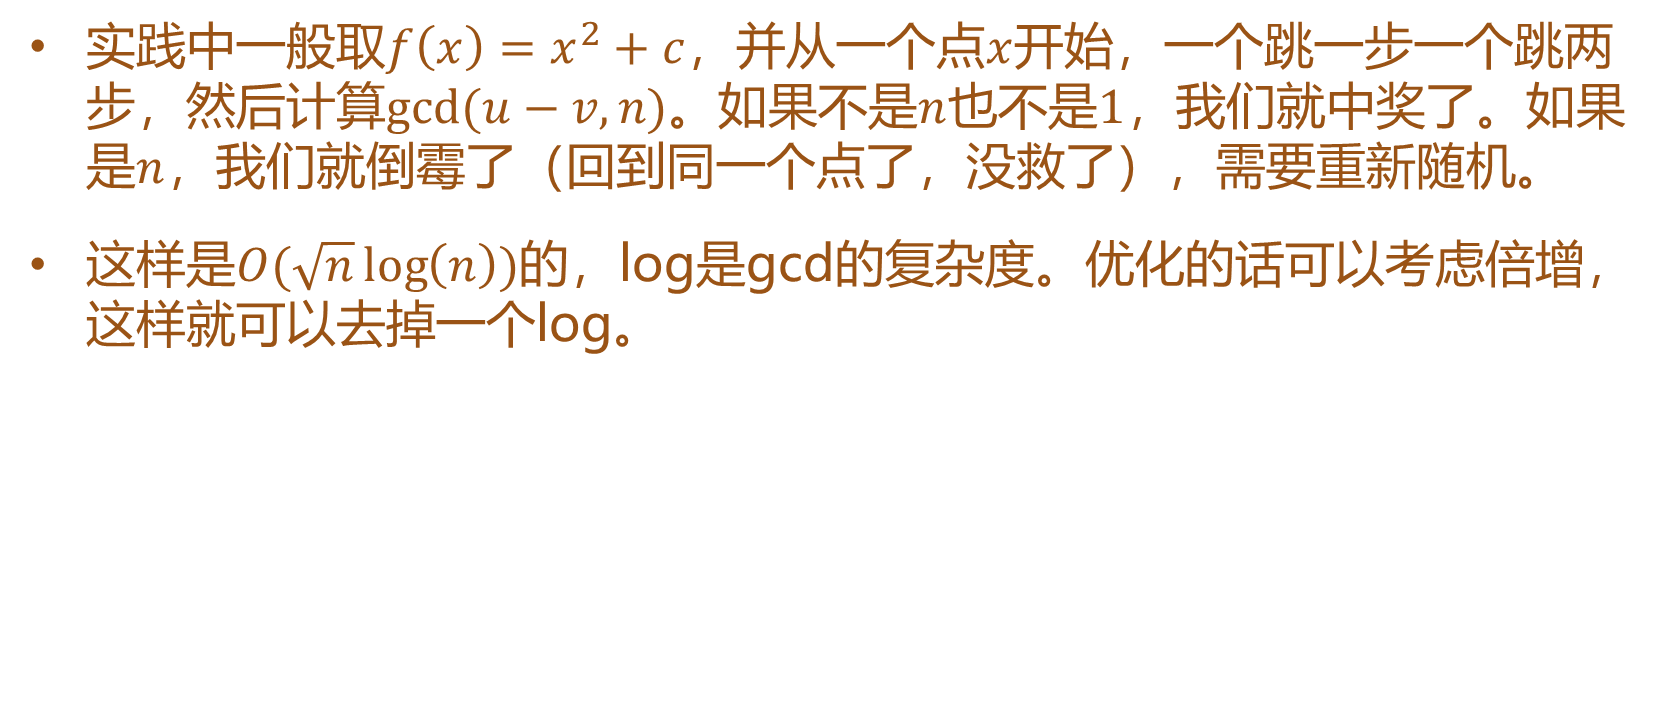 • 实践中一般取f(x) = x² + c，并从一个点x开始，一个跳一步一个跳两
步，然后计算gcd(u − v, n)。如果不是n也不是1，我们就中奖了。如果
是n，我们就倒霉了（回到同一个点了，没救了），需要重新随机。
• 这样是O(√n log(n))的，log是gcd的复杂度。优化的话可以考虑倍增，
这样就可以去掉一个log。